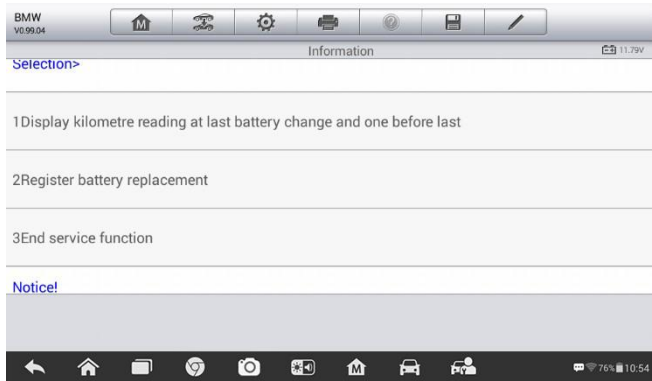 BMW
V0.99.04
Information
11.79V
Selection>
1Display kilometre reading at last battery change and one before last
2Register battery replacement
3End service function
Notice!
76% 10:54